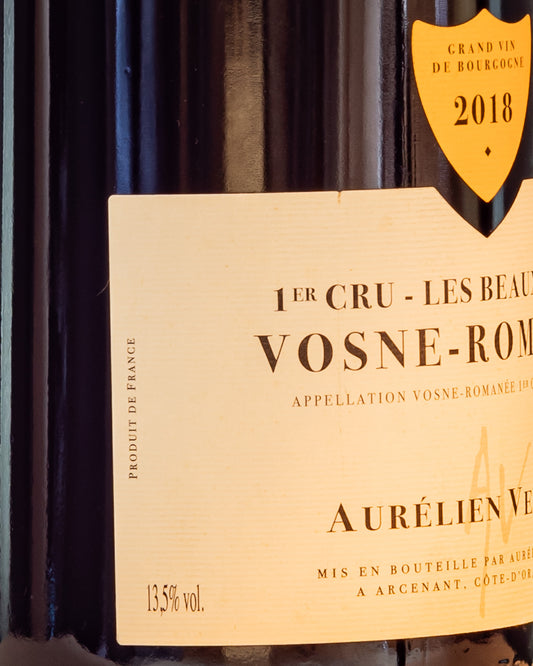 GRAND VIN
DE BOURGOGNE
2018
1ER CRU - LES BEAU
VOSNE-ROM
APPELLATION VOSNE-ROMANÉE 1ER
PRODUIT DE FRANCE
AV
AURÉLIEN VE
MIS EN BOUTEILLE PAR AURÉ
A ARCENANT, CÔTE-D'OR
13,5% vol.